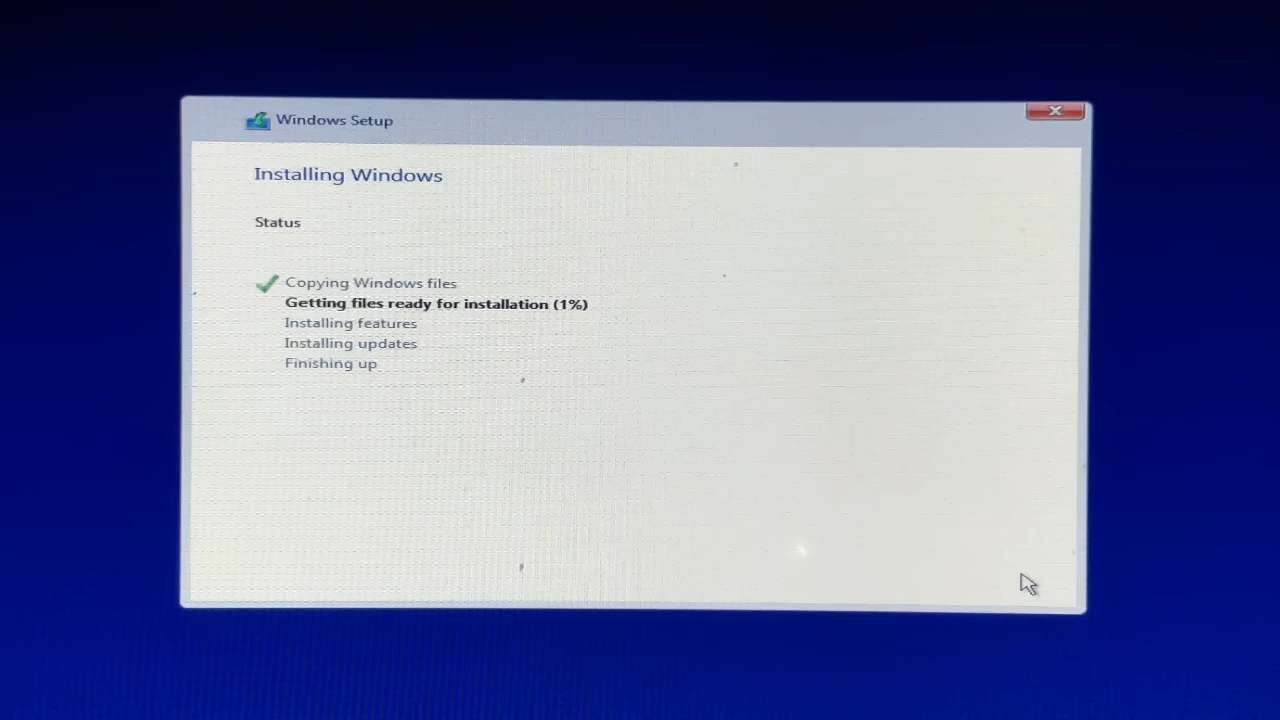 Windows Setup
Installing Windows
Status
Copying Windows files
Getting files ready for installation (1%)
Installing features
Installing updates
Finishing up